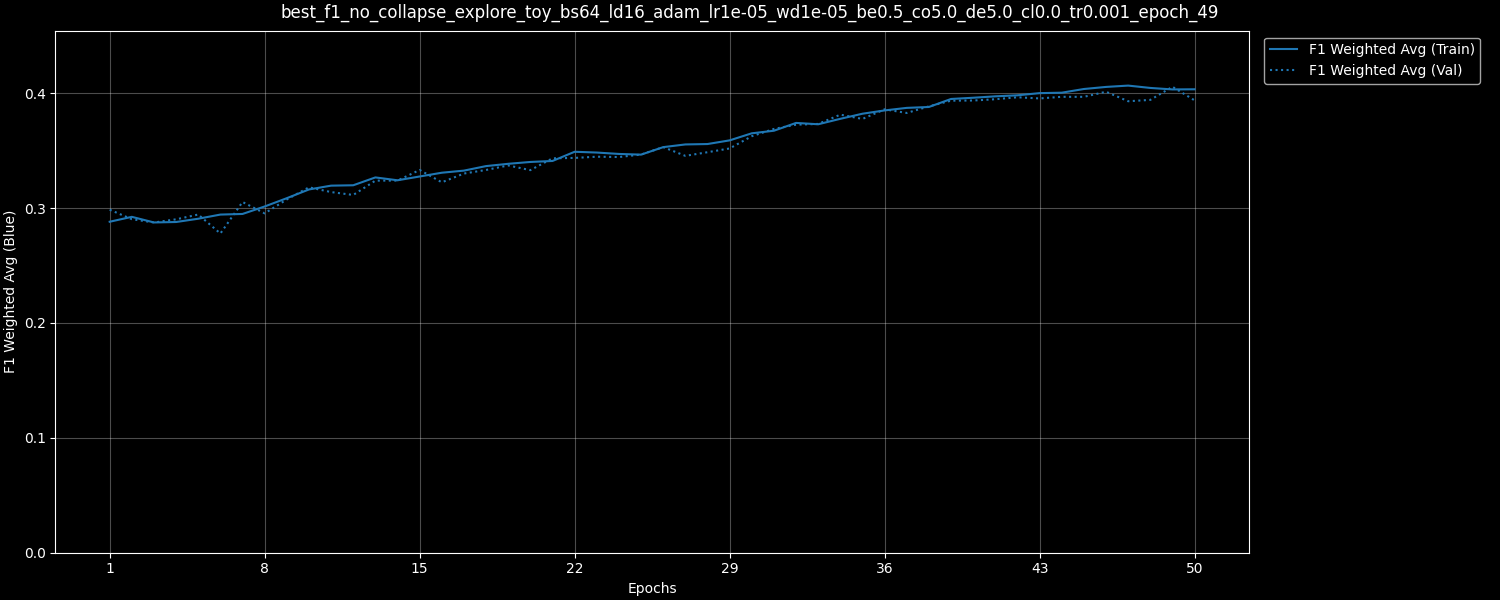 best_f1_no_collapse_explore_toy_bs64_ld16_adam_lr1e-05_wd1e-05_be0.5_co5.0_de5.0_cl0.0_tr0.001_epoch_49
F1 Weighted Avg (Train)
F1 Weighted Avg (Val)
F1 Weighted Avg (Blue)
0.4
0.3
0.2
0.1
0.0
1 8 15 22 29 36 43 50
Epochs